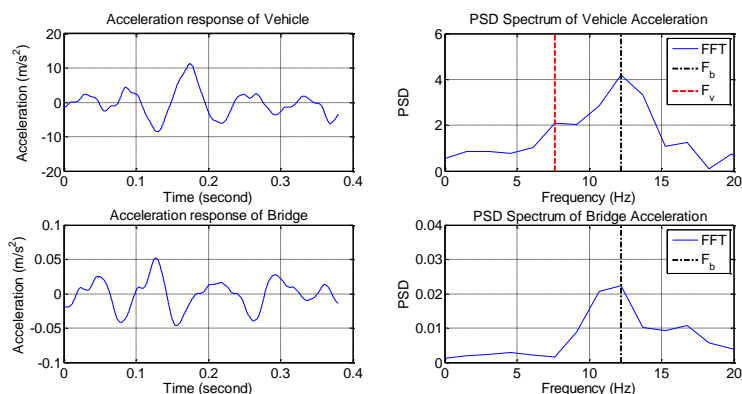 Acceleration response of Vehicle
Acceleration (m/s²)
20
10
0
-10
-20
0 0.1 0.2 0.3 0.4
Time (second)
PSD Spectrum of Vehicle Acceleration
PSD
6
4
2
0
0 5 10 15 20
Frequency (Hz)
FFT
F_b
F_v
Acceleration response of Bridge
Acceleration (m/s²)
0.1
0.05
0
-0.05
-0.1
0 0.1 0.2 0.3 0.4
Time (second)
PSD Spectrum of Bridge Acceleration
PSD
0.04
0.03
0.02
0.01
0
0 5 10 15 20
Frequency (Hz)
FFT
F_b